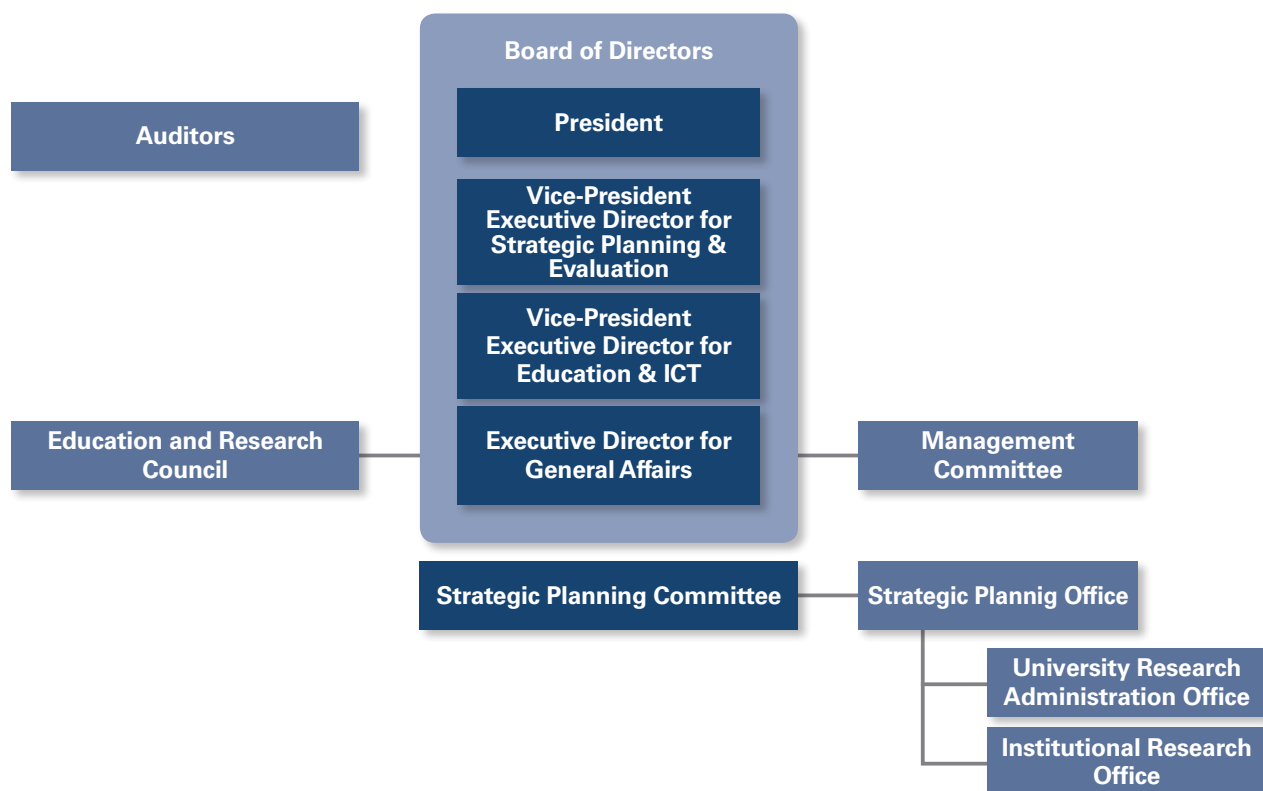 Board of Directors
President
Auditors
Vice-President
Executive Director for
Strategic Planning &
Evaluation
Vice-President
Executive Director for
Education & ICT
Education and Research
Council
Executive Director for
General Affairs
Management
Committee
Strategic Planning Committee
Strategic Plannig Office
University Research
Administration Office
Institutional Research
Office